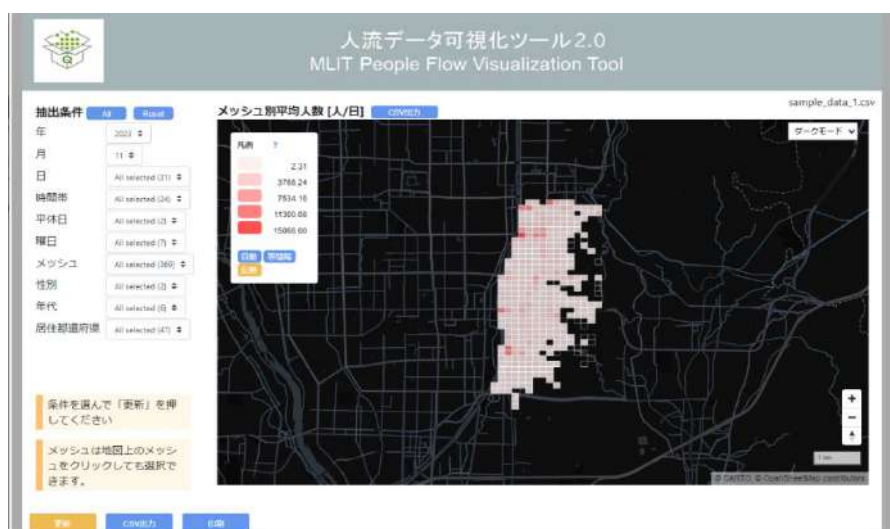 人流データ可視化ツール2.0
MLIT People Flow Visualization Tool
sample_data_1.csv
抽出条件 All Reset
メッシュ別平均人数 [人/日] CSV出力
年 2023
月 11
日 All selected (31)
時間帯 All selected (24)
平休日 All selected (2)
曜日 All selected (7)
メッシュ All selected (369)
性別 All selected (2)
年代 All selected (6)
居住都道府県 All selected (47)
凡例 ?
2.31
3768.24
7534.16
11300.08
15066.00
自動 等間隔
ダークモード
条件を選んで「更新」を押
してください
メッシュは地図上のメッシ
ュをクリックしても選択で
きます。
+
−
© CARTO, © OpenStreetMap contributors
更新 CSV出力 印刷